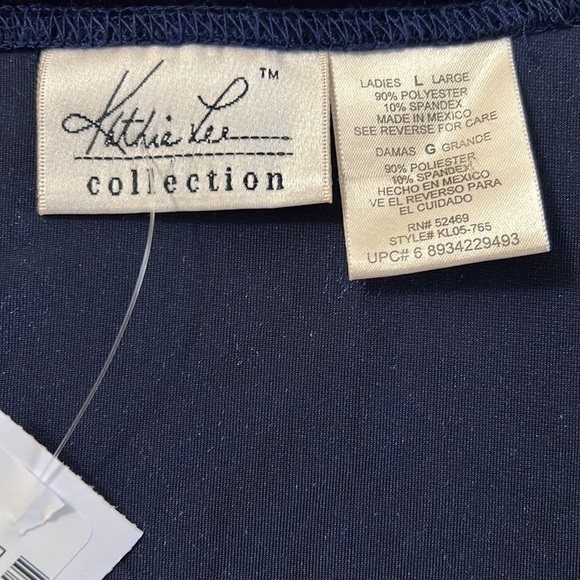 Kathie Lee ™
collection
LADIES L LARGE
90% POLYESTER
10% SPANDEX
MADE IN MEXICO
SEE REVERSE FOR CARE
DAMAS G GRANDE
90% POLIESTER
10% SPANDEX
HECHO EN MEXICO
VE EL REVERSO PARA
EL CUIDADO
RN# 52469
STYLE# KL05-765
UPC# 6 8934229493